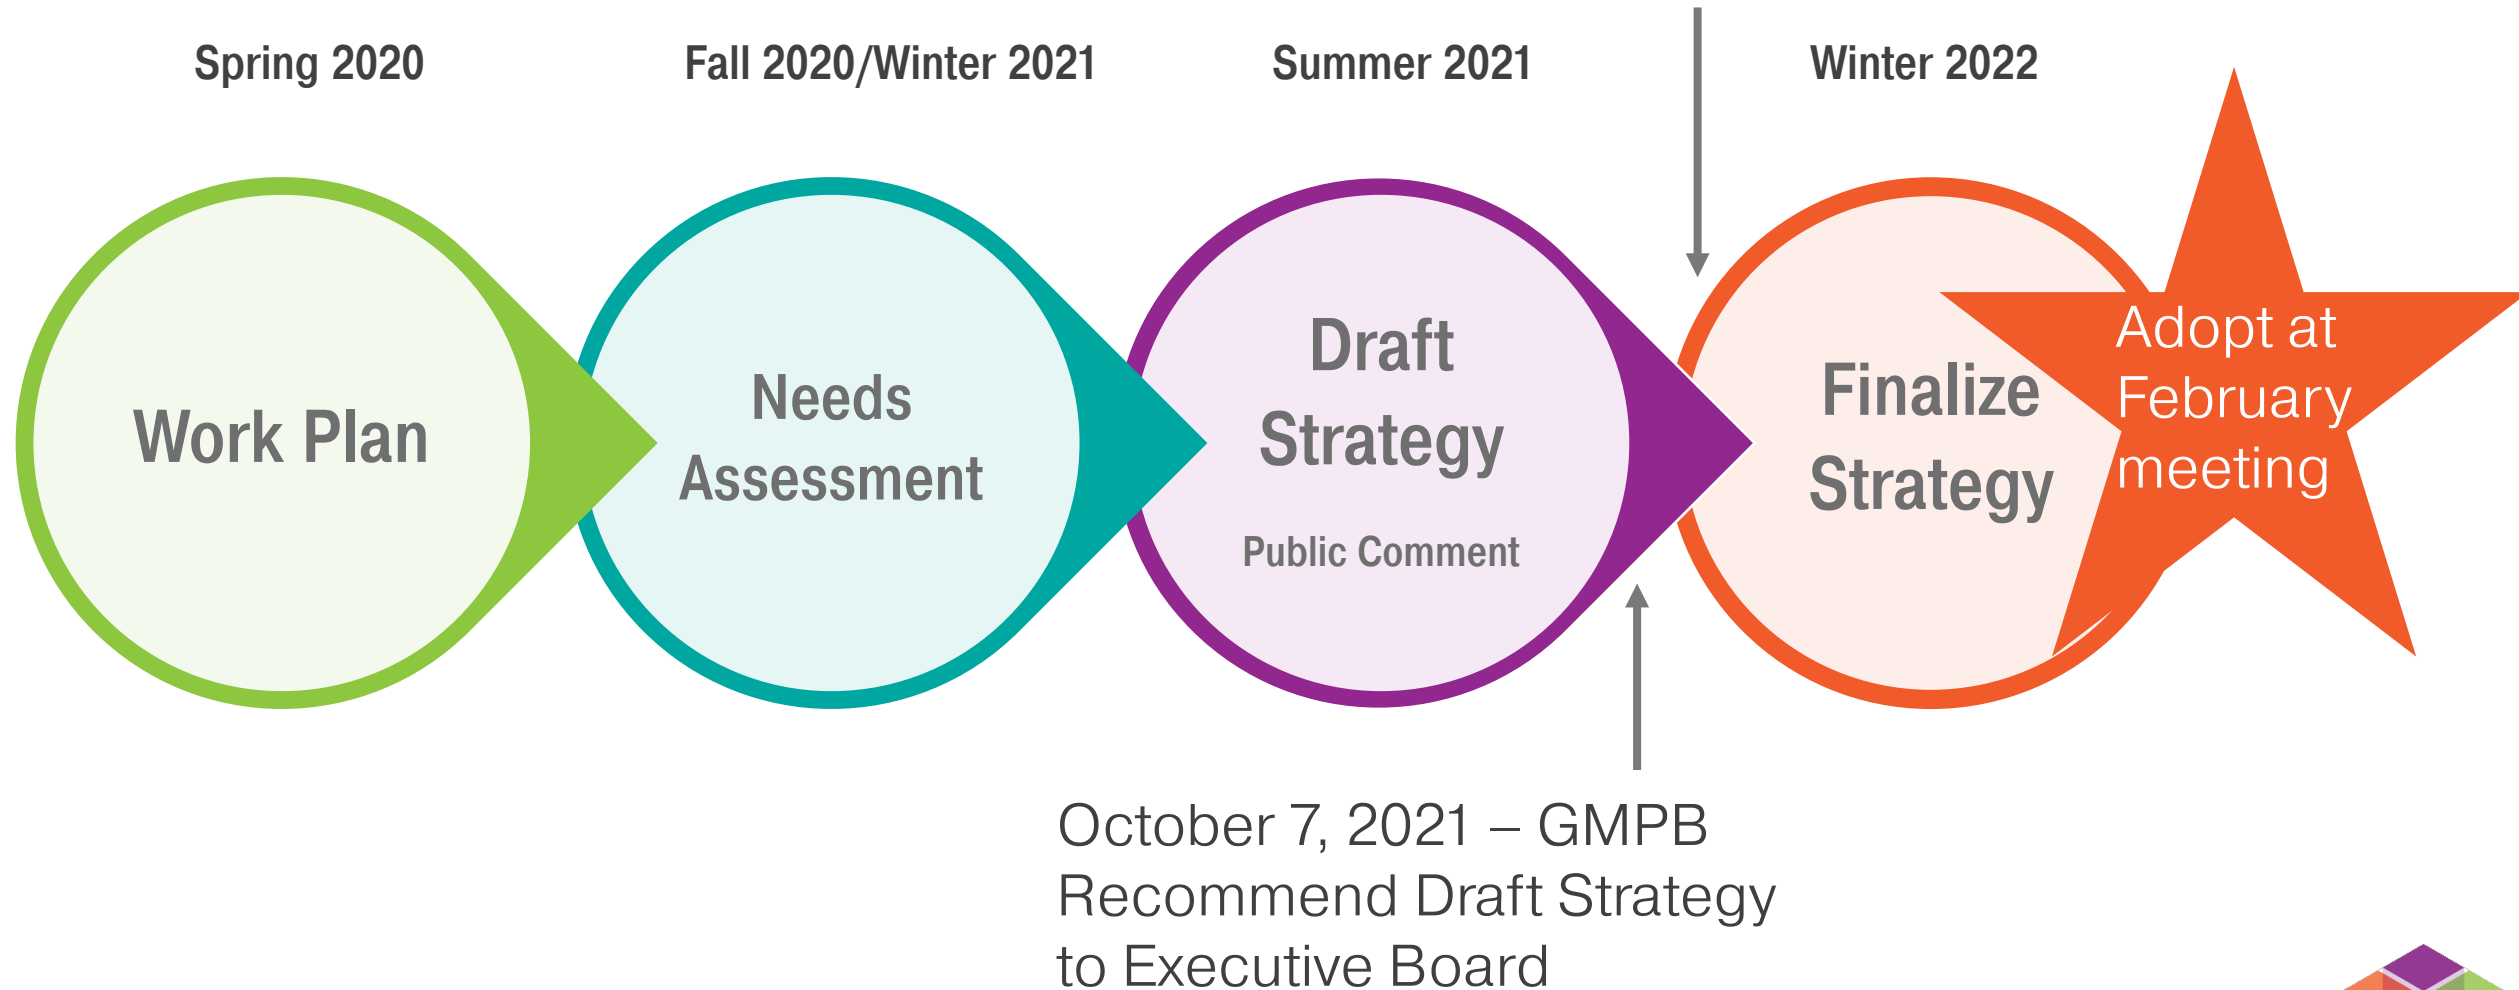 Spring 2020
Fall 2020/Winter 2021
Summer 2021
Winter 2022
Work Plan
Needs
Assessment
Draft
Strategy
Public Comment
Finalize
Strategy
Adopt at
February
meeting
October 7, 2021 – GMPB
Recommend Draft Strategy
to Executive Board